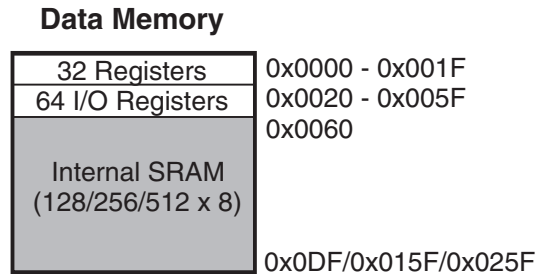 Data Memory
32 Registers 0x0000 - 0x001F
64 I/O Registers 0x0020 - 0x005F
0x0060
Internal SRAM
(128/256/512 x 8)
0x0DF/0x015F/0x025F